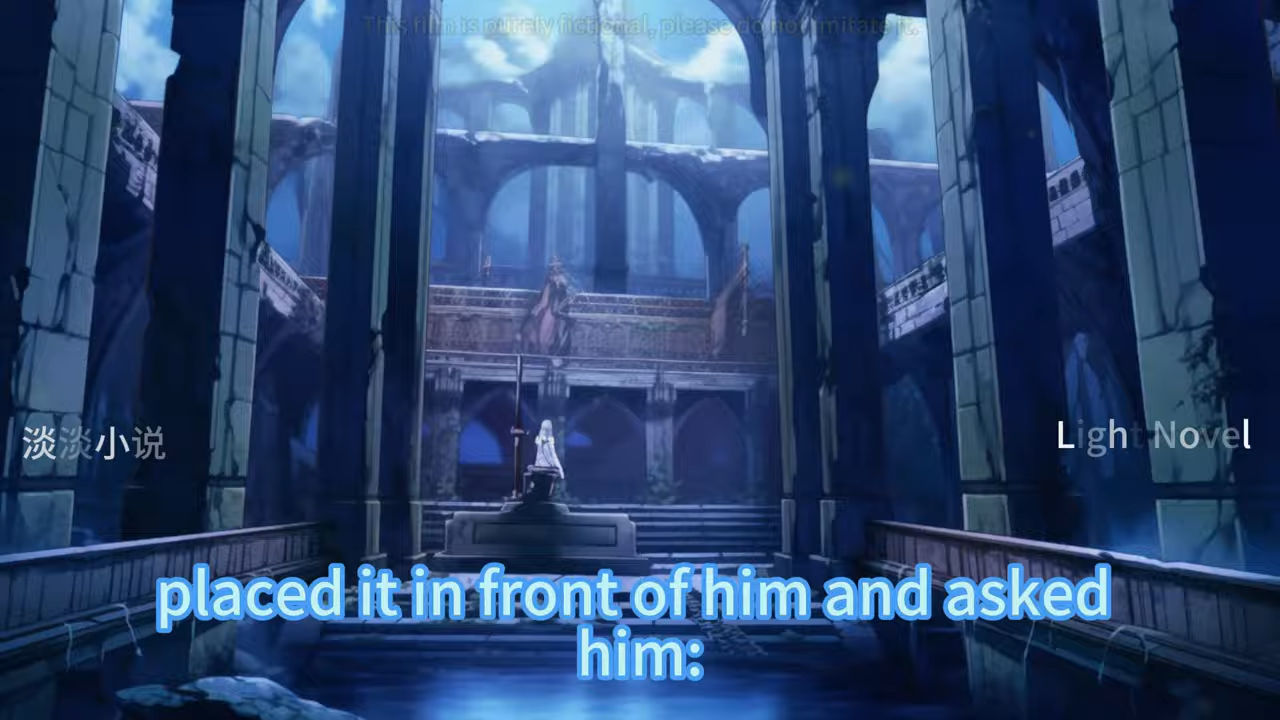 This film is purely fictional, please do not imitate it.
淡淡小说
Light Novel
placed it in front of him and asked
him: